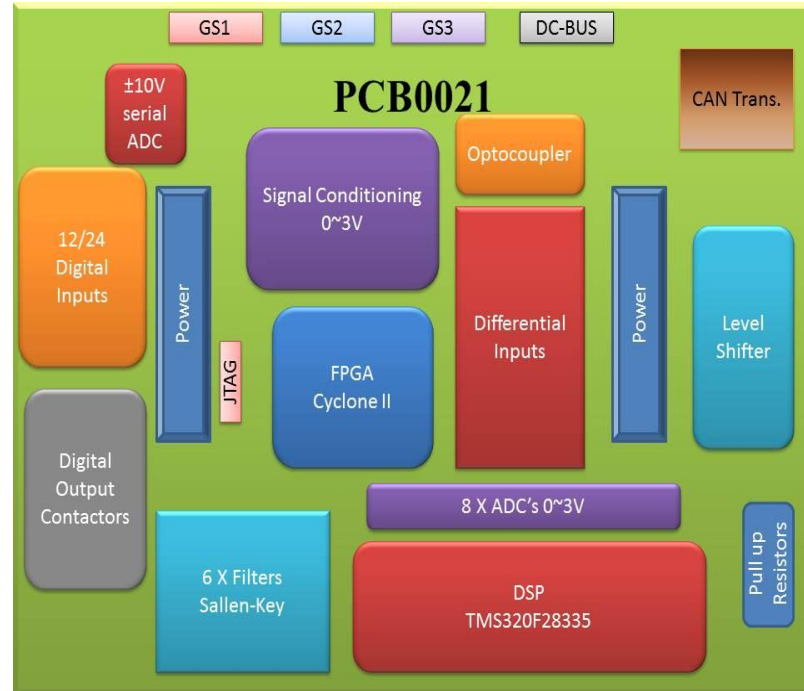 GS1
GS2
GS3
DC-BUS
PCB0021
CAN Trans.
±10V
serial
ADC
Optocoupler
Signal Conditioning
0~3V
12/24
Digital
Inputs
Power
JTAG
FPGA
Cyclone II
Differential
Inputs
Power
Level
Shifter
Digital
Output
Contactors
8 X ADC's 0~3V
6 X Filters
Sallen-Key
DSP
TMS320F28335
Pull up
Resistors